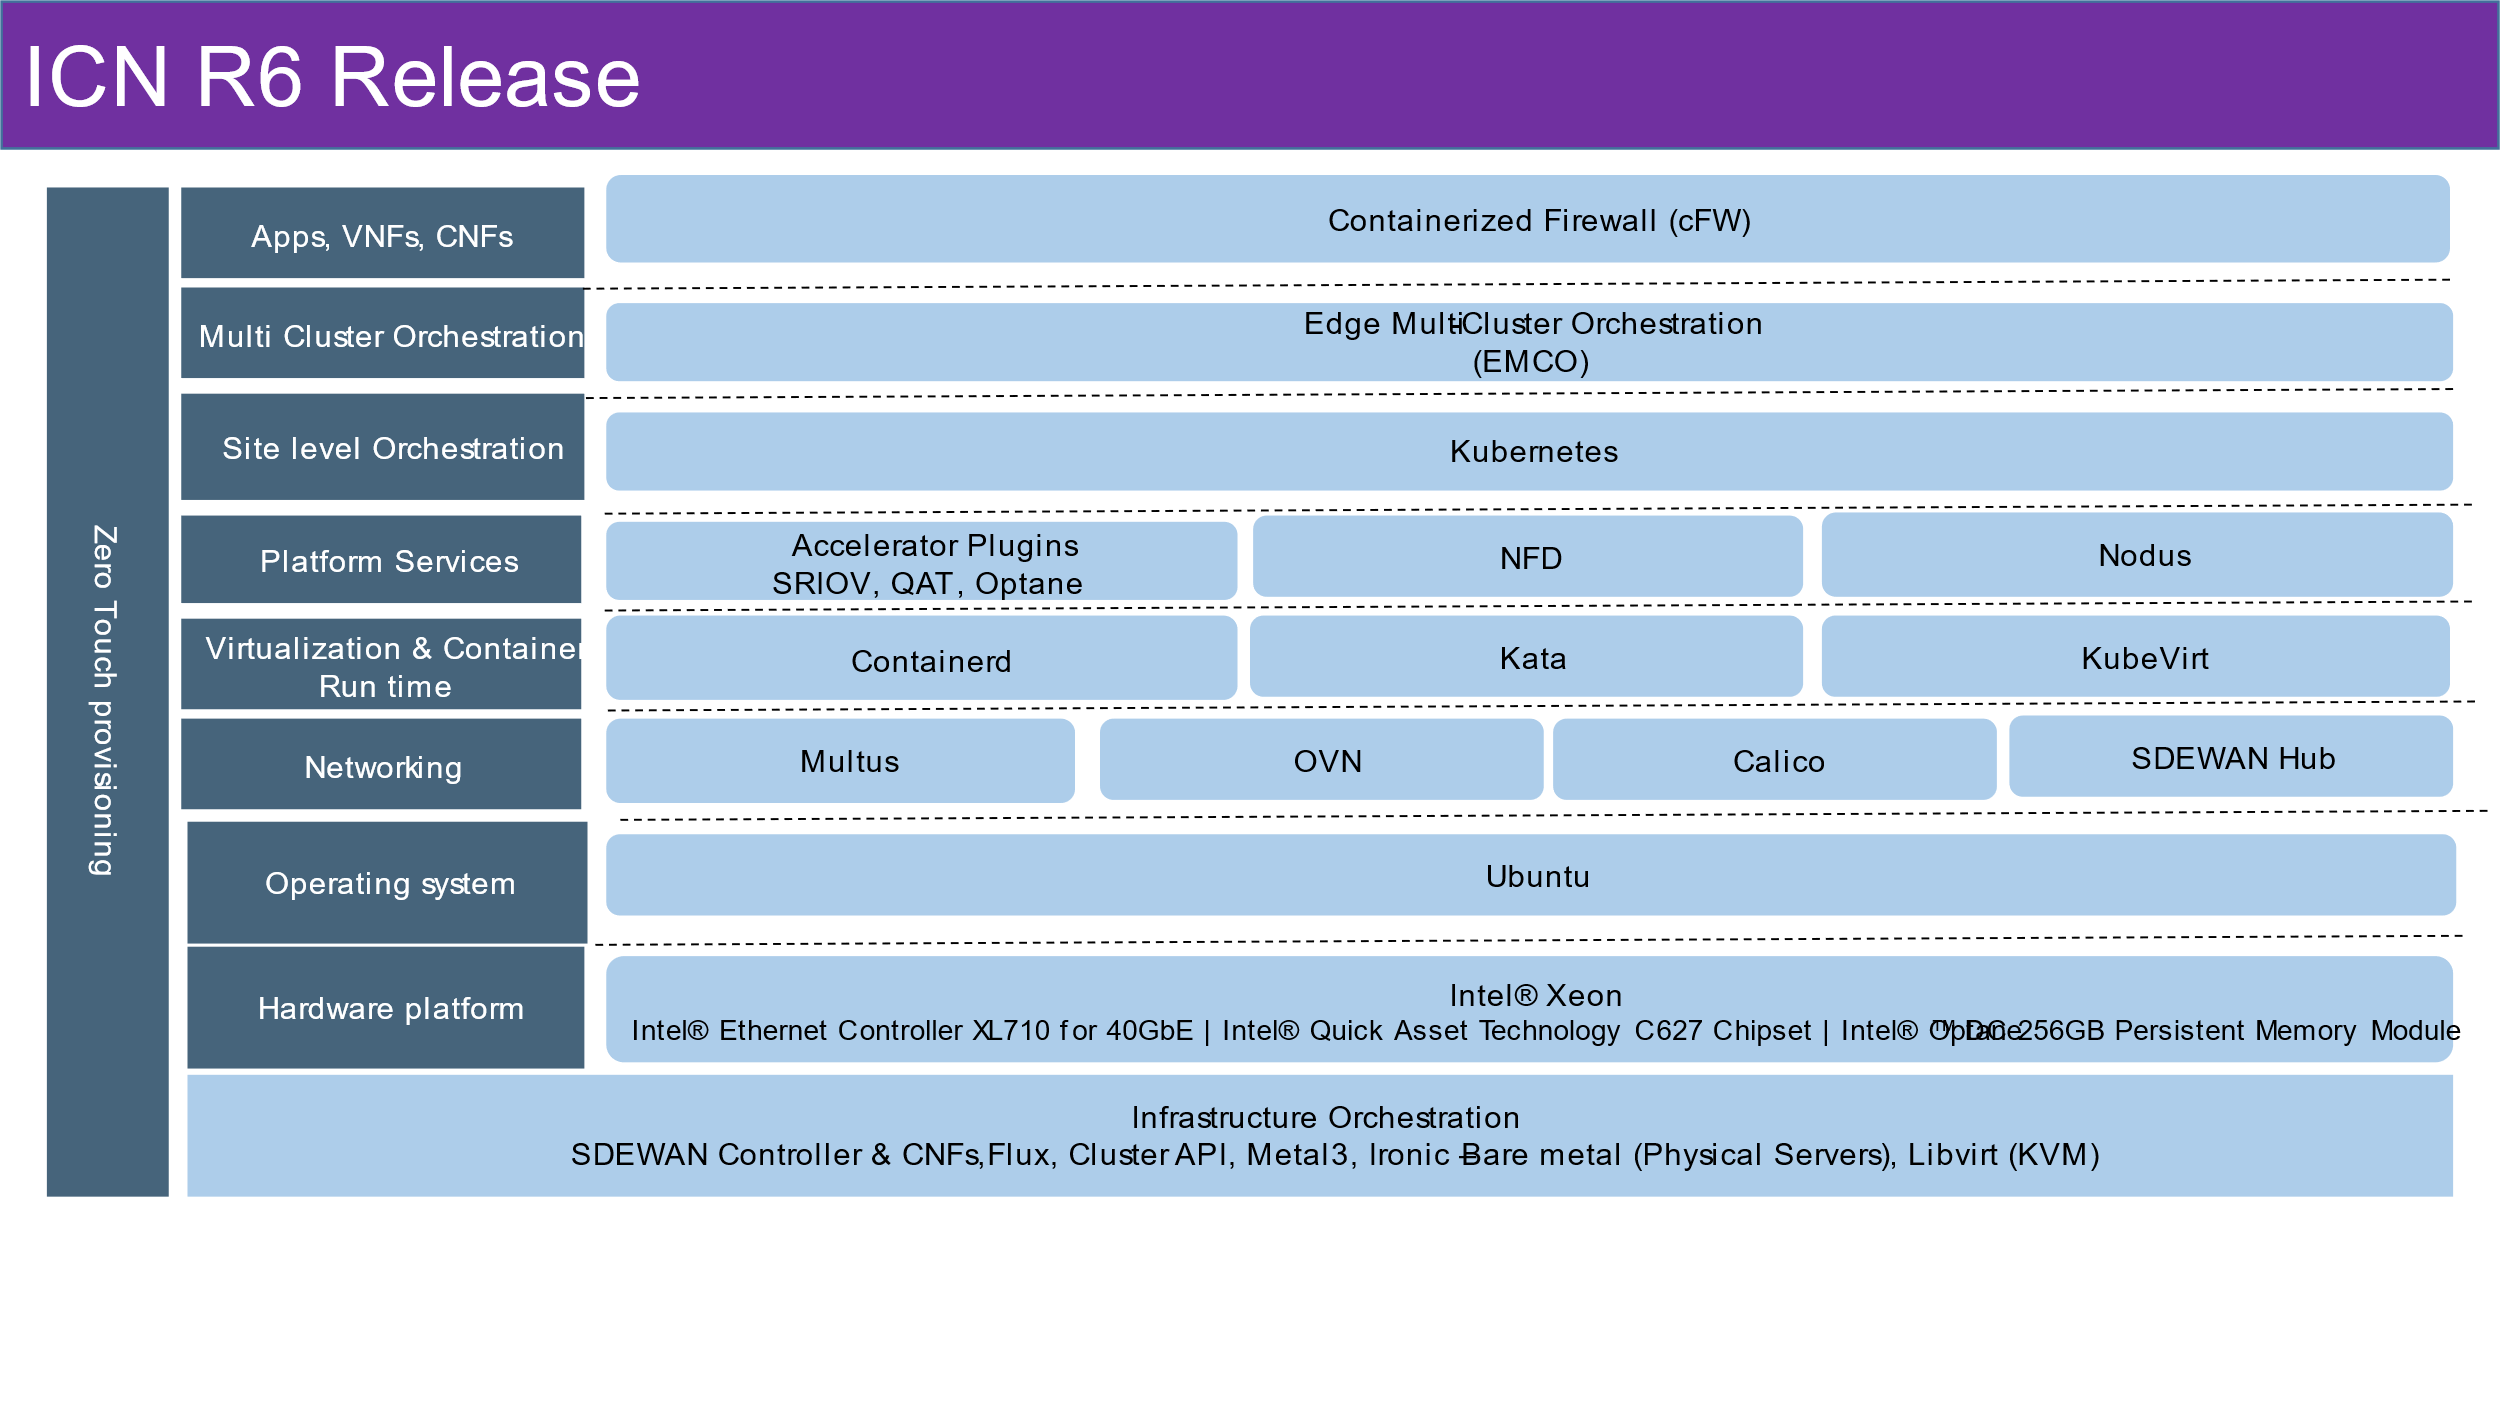 ICN R6 Release
Zero Touch provisioning
Apps, VNFs, CNFs
Containerized Firewall (cFW)
Multi Cluster Orchestration
Edge Multi-Cluster Orchestration
(EMCO)
Site level Orchestration
Kubernetes
Platform Services
Accelerator Plugins
SRIOV, QAT, Optane
NFD
Nodus
Virtualization & Container
Run time
Containerd
Kata
KubeVirt
Networking
Multus
OVN
Calico
SDEWAN Hub
Operating system
Ubuntu
Hardware platform
Intel® Xeon
Intel® Ethernet Controller XL710 for 40GbE | Intel® Quick Asset Technology C627 Chipset | Intel® Optane™ DC 256GB Persistent Memory Module
Infrastructure Orchestration
SDEWAN Controller & CNFs,Flux, Cluster API, Metal3, Ironic – Bare metal (Physical Servers), Libvirt (KVM)